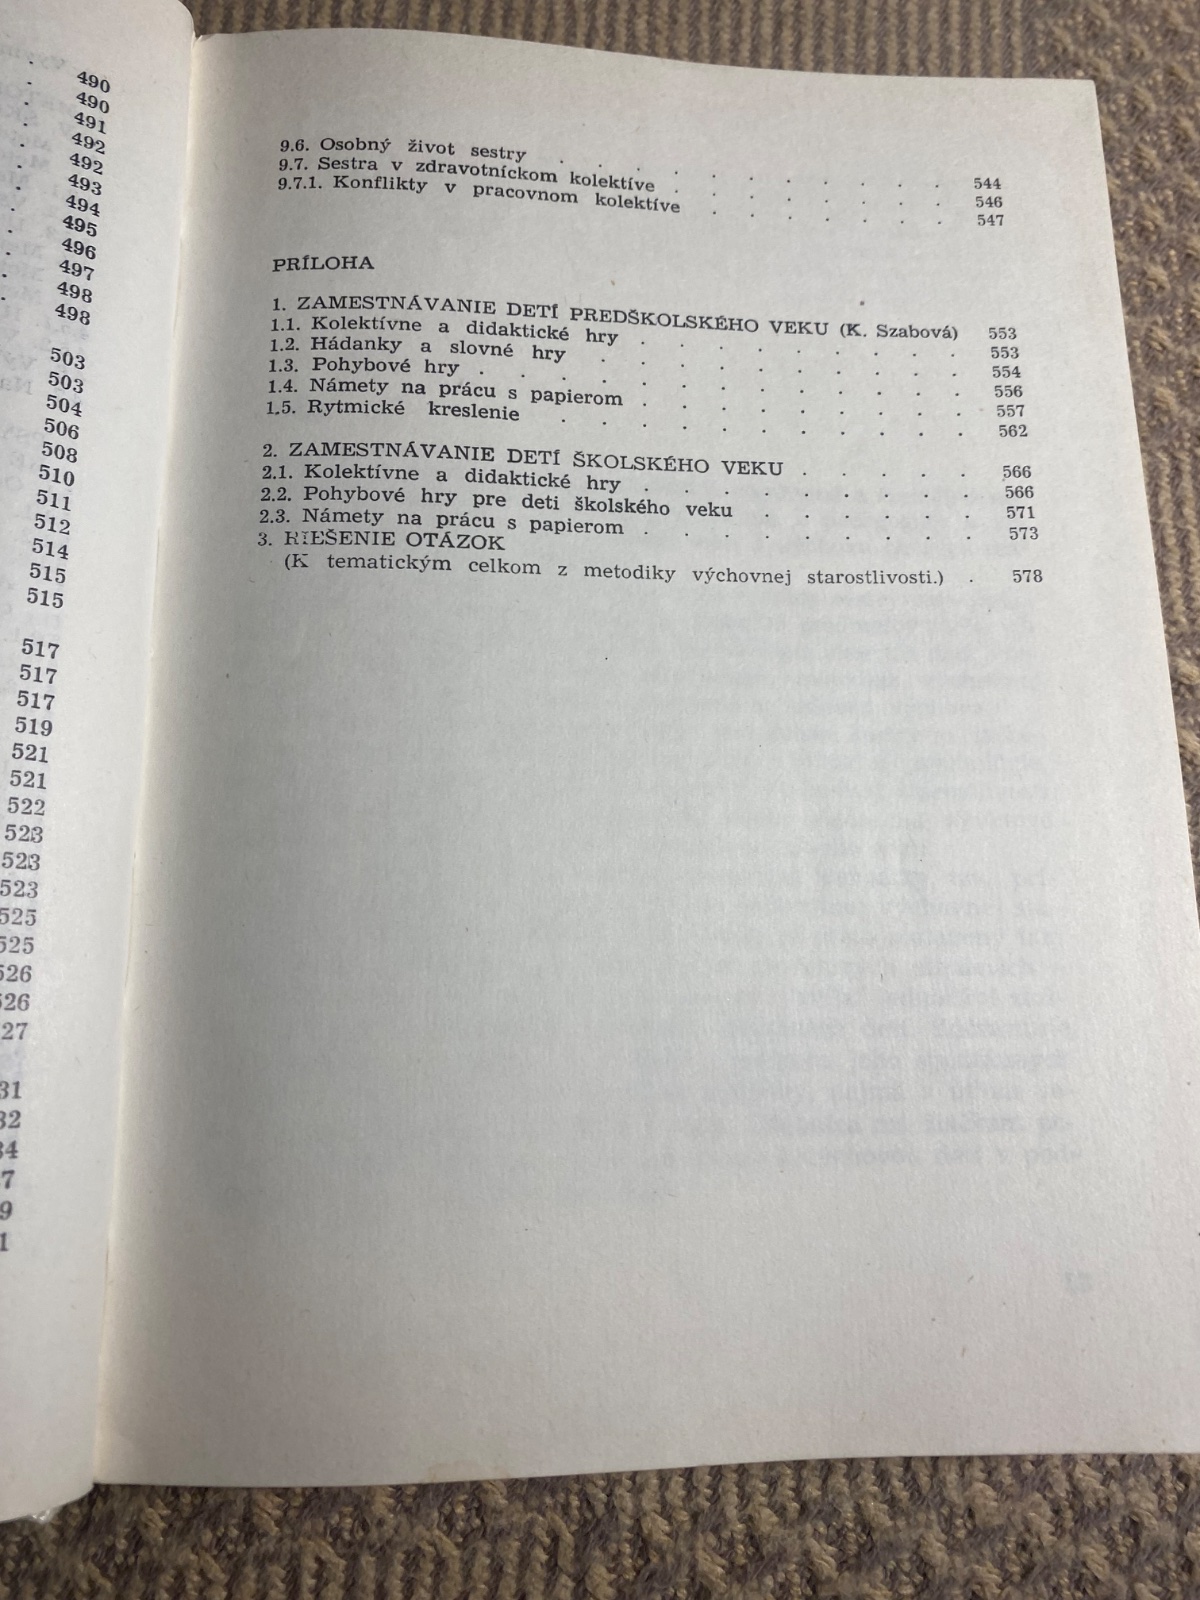 490
490
491
492
492
493
494
495
496
497
498
498
503
503
504
506
508
510
511
512
514
515
515
517
517
517
519
521
521
522
523
523
523
525
525
526
526
27
31
32
34
7
9
1
9.6. Osobný život sestry . . . . . . . . . . 544
9.7. Sestra v zdravotníckom kolektíve . . . . . . . 546
9.7.1. Konflikty v pracovnom kolektíve . . . . . . . 547
PRÍLOHA
1. ZAMESTNÁVANIE DETÍ PREDŠKOLSKÉHO VEKU (K. Szabová) 553
1.1. Kolektívne a didaktické hry . . . . . . . . . 553
1.2. Hádanky a slovné hry . . . . . . . . . . 554
1.3. Pohybové hry . . . . . . . . . . . . 556
1.4. Námety na prácu s papierom . . . . . . . . 557
1.5. Rytmické kreslenie . . . . . . . . . . 562
2. ZAMESTNÁVANIE DETÍ ŠKOLSKÉHO VEKU . . . . . 566
2.1. Kolektívne a didaktické hry . . . . . . . . . 566
2.2. Pohybové hry pre deti školského veku . . . . . . 571
2.3. Námety na prácu s papierom . . . . . . . . 573
3. RIEŠENIE OTÁZOK
(K tematickým celkom z metodiky výchovnej starostlivosti.) . 578